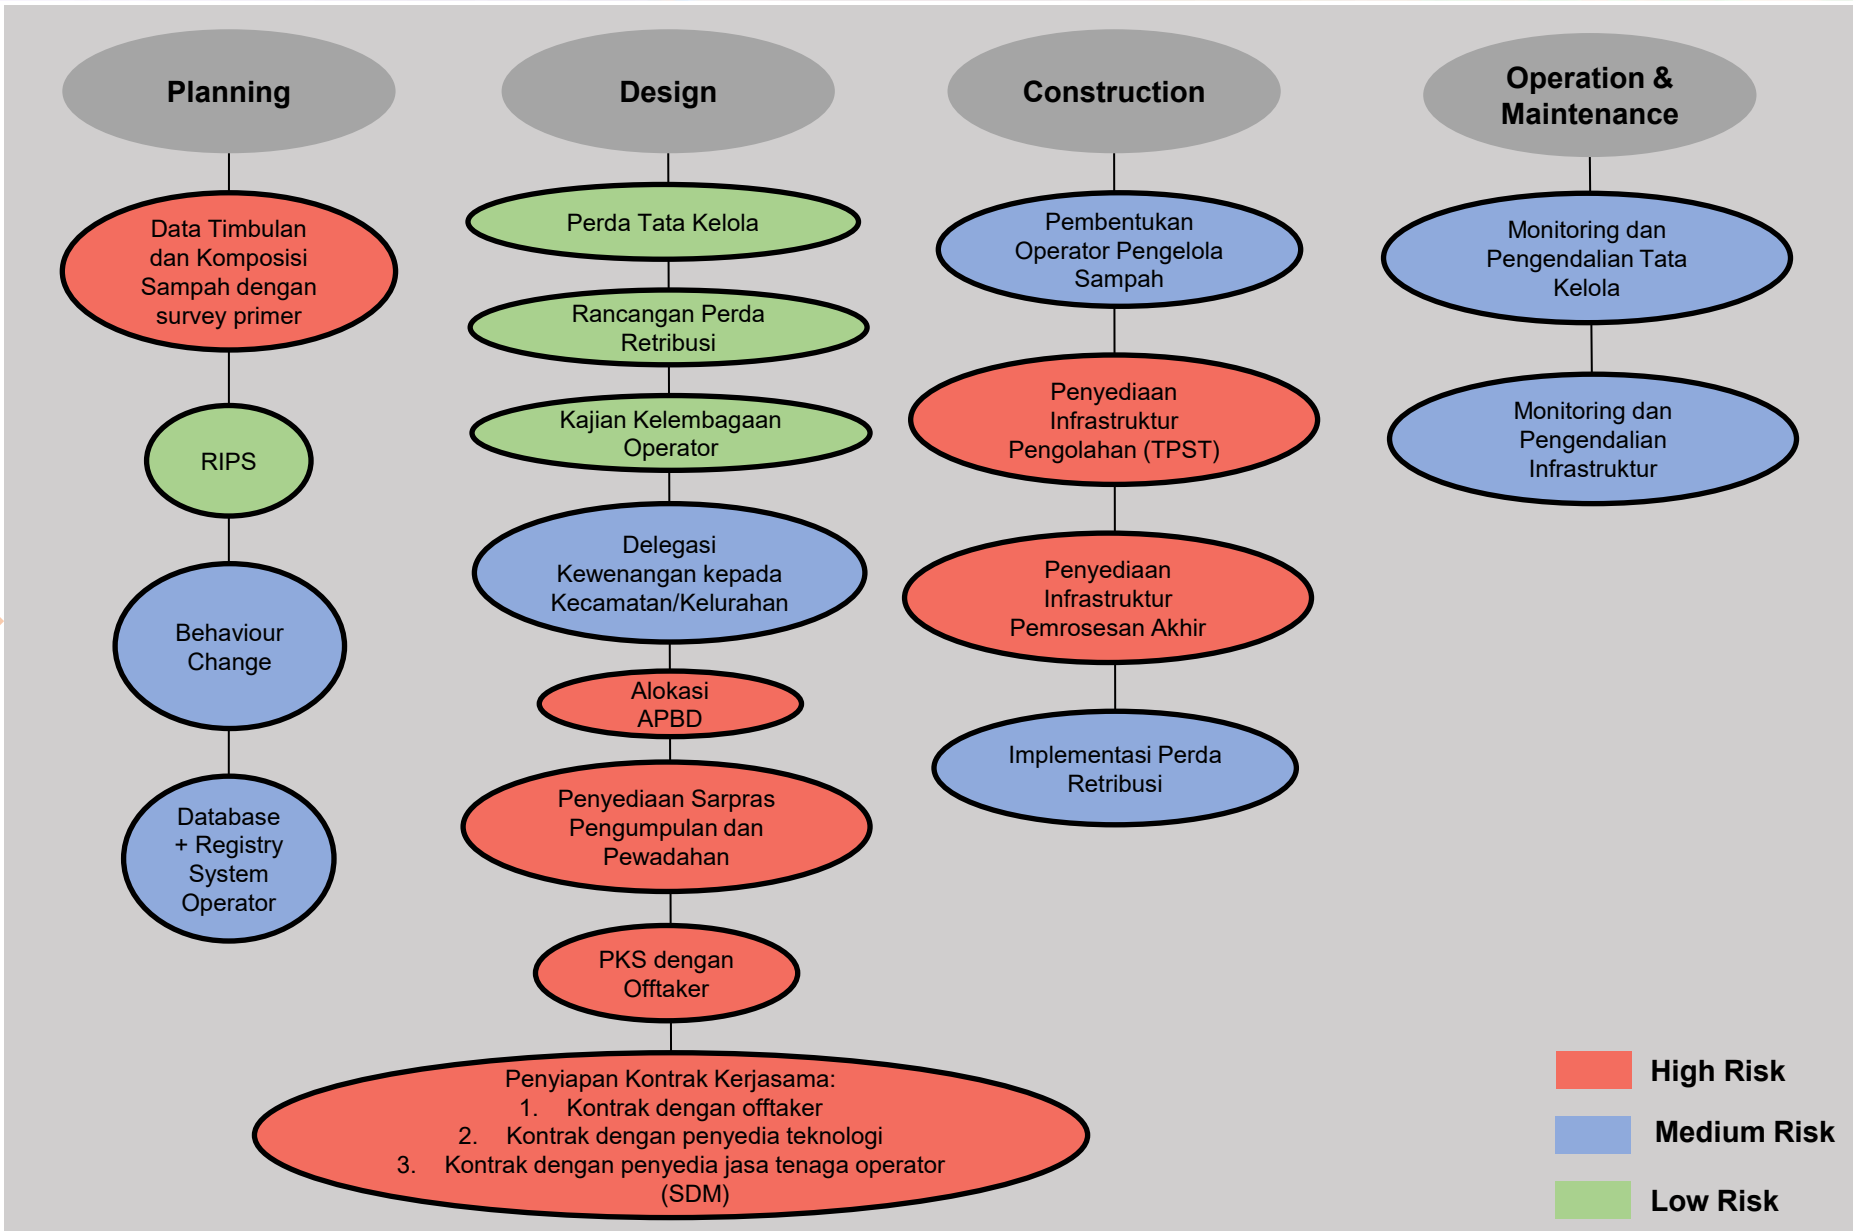 Planning
Data Timbulan
dan Komposisi
Sampah dengan
survey primer
RIPS
Behaviour
Change
Database
+ Registry
System
Operator
Design
Perda Tata Kelola
Rancangan Perda
Retribusi
Kajian Kelembagaan
Operator
Delegasi
Kewenangan kepada
Kecamatan/Kelurahan
Alokasi
APBD
Penyediaan Sarpras
Pengumpulan dan
Pewadahan
PKS dengan
Offtaker
Penyiapan Kontrak Kerjasama:
1. Kontrak dengan offtaker
2. Kontrak dengan penyedia teknologi
3. Kontrak dengan penyedia jasa tenaga operator
(SDM)
Construction
Pembentukan
Operator Pengelola
Sampah
Penyediaan
Infrastruktur
Pengolahan (TPST)
Penyediaan
Infrastruktur
Pemrosesan Akhir
Implementasi Perda
Retribusi
Operation &
Maintenance
Monitoring dan
Pengendalian Tata
Kelola
Monitoring dan
Pengendalian
Infrastruktur
High Risk
Medium Risk
Low Risk